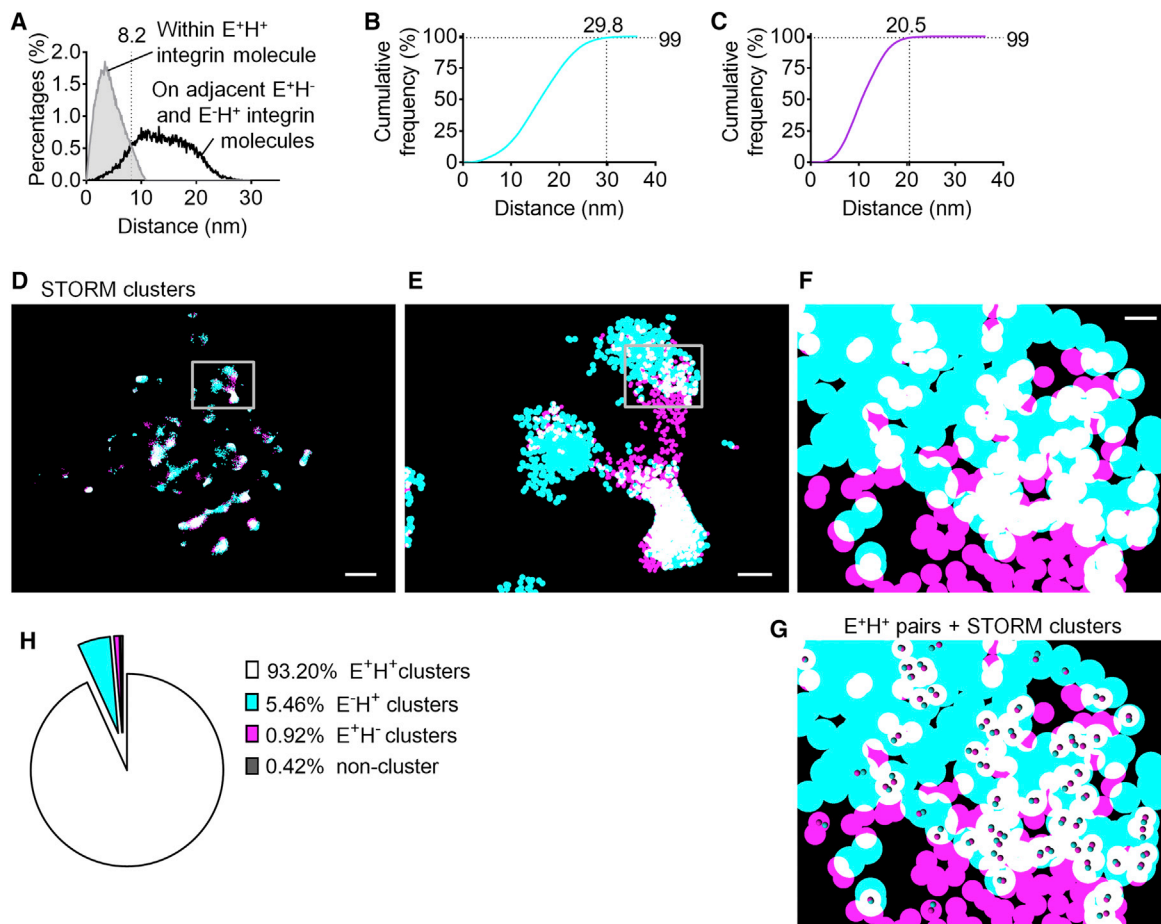 A
Percentages (%)
2.0
1.5
1.0
0.5
0.0
8.2
Within E⁺H⁺
integrin molecule
On adjacent E⁺H⁻
and E⁻H⁺ integrin
molecules
0
10
20
30
Distance (nm)
B
Cumulative
frequency (%)
100
75
50
25
0
29.8
99
0
10
20
30
40
Distance (nm)
C
Cumulative
frequency (%)
100
75
50
25
0
20.5
99
0
10
20
30
40
Distance (nm)
D
STORM clusters
E
F
H
93.20% E⁺H⁺clusters
5.46% E⁻H⁺ clusters
0.92% E⁺H⁻ clusters
0.42% non-cluster
G
E⁺H⁺ pairs + STORM clusters